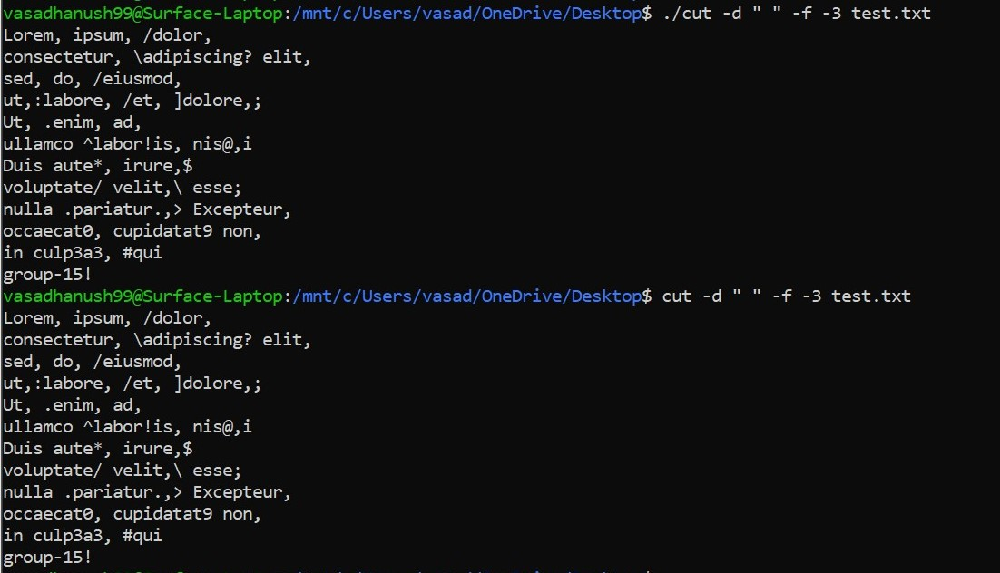 vasadhanush99@Surface-Laptop:/mnt/c/Users/vasad/OneDrive/Desktop$ ./cut -d " " -f -3 test.txt
Lorem, ipsum, /dolor,
consectetur, \adipiscing? elit,
sed, do, /eiusmod,
ut,:labore, /et, ]dolore,;
Ut, .enim, ad,
ullamco ^labor!is, nis@,i
Duis aute*, irure,$
voluptate/ velit,\ esse;
nulla .pariatur.,> Excepteur,
occaecat0, cupidatat9 non,
in culp3a3, #qui
group-15!
vasadhanush99@Surface-Laptop:/mnt/c/Users/vasad/OneDrive/Desktop$ cut -d " " -f -3 test.txt
Lorem, ipsum, /dolor,
consectetur, \adipiscing? elit,
sed, do, /eiusmod,
ut,:labore, /et, ]dolore,;
Ut, .enim, ad,
ullamco ^labor!is, nis@,i
Duis aute*, irure,$
voluptate/ velit,\ esse;
nulla .pariatur.,> Excepteur,
occaecat0, cupidatat9 non,
in culp3a3, #qui
group-15!